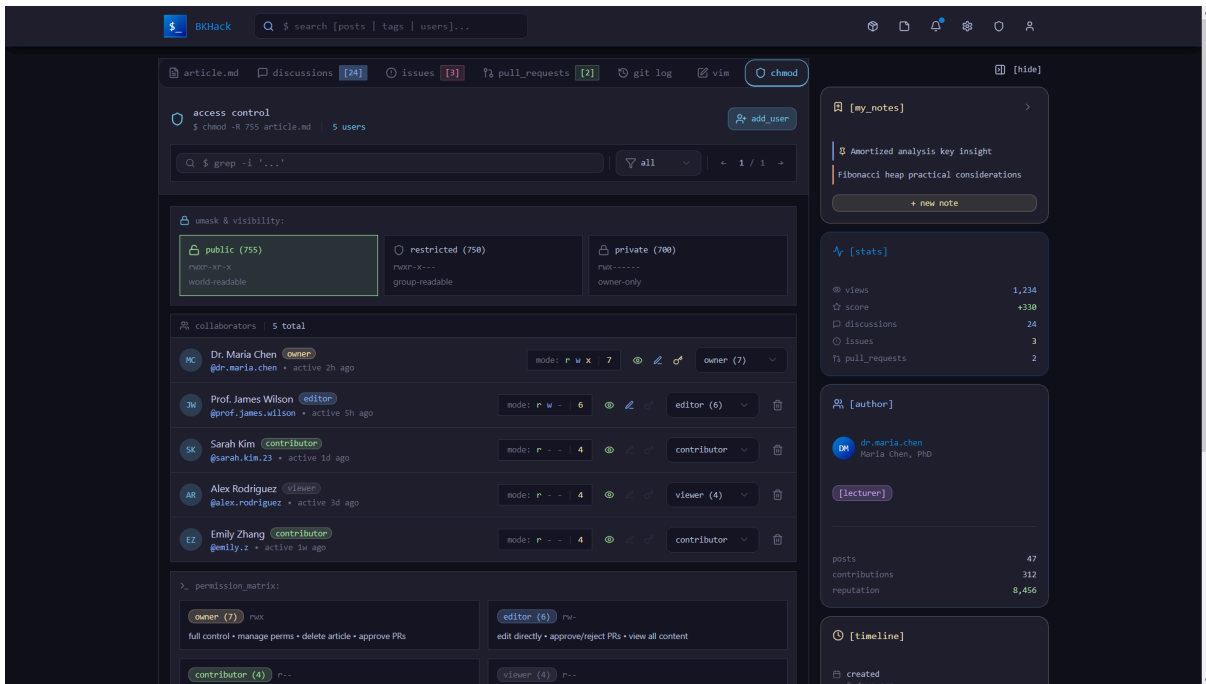 $_ BKHack $ search [posts | tags | users]...
article.md discussions [24] issues [3] pull_requests [2] git log vim chmod
access control
$ chmod -R 755 article.md | 5 users
add_user
$ grep -i '...' all ← 1 / 1 →
umask & visibility:
public (755)
rwxr-xr-x
world-readable
restricted (750)
rwxr-x---
group-readable
private (700)
rwx------
owner-only
collaborators | 5 total
MC Dr. Maria Chen owner
@dr.maria.chen • active 2h ago
mode: r w x | 7 owner (7)
JW Prof. James Wilson editor
@prof.james.wilson • active 5h ago
mode: r w - | 6 editor (6)
SK Sarah Kim contributor
@sarah.kim.23 • active 1d ago
mode: r - - | 4 contributor
AR Alex Rodriguez viewer
@alex.rodriguez • active 3d ago
mode: r - - | 4 viewer (4)
EZ Emily Zhang contributor
@emily.z • active 1w ago
mode: r - - | 4 contributor
>_ permission_matrix:
owner (7) rwx
full control • manage perms • delete article • approve PRs
editor (6) rw-
edit directly • approve/reject PRs • view all content
contributor (4) r--
viewer (4) r--
[hide]
[my_notes]
Amortized analysis key insight
Fibonacci heap practical considerations
+ new note
[stats]
views 1,234
score +330
discussions 24
issues 3
pull_requests 2
[author]
DM dr.maria.chen
Maria Chen, PhD
[lecturer]
posts 47
contributions 312
reputation 8,456
[timeline]
created